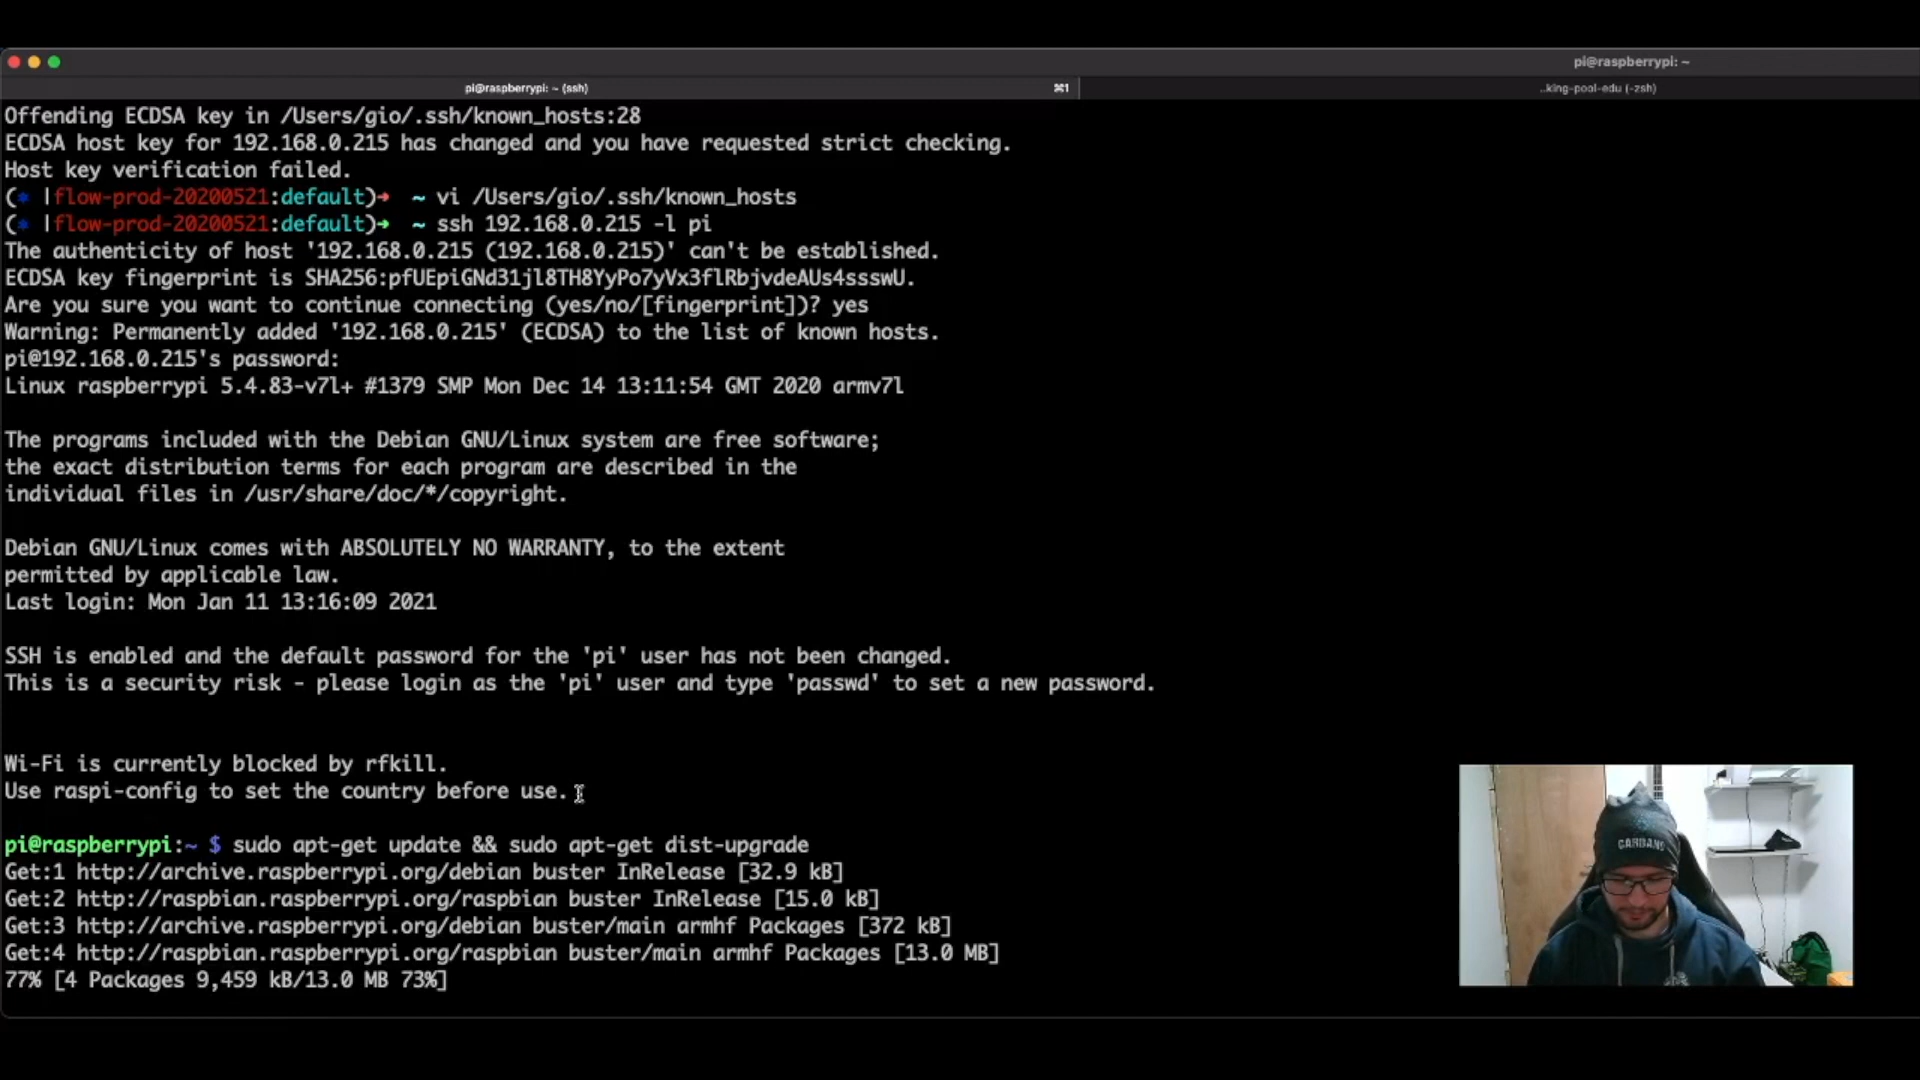 pi@raspberrypi: ~
pi@raspberrypi: ~ (ssh)
⌘1
..king-pool-edu (-zsh)
Offending ECDSA key in /Users/gio/.ssh/known_hosts:28
ECDSA host key for 192.168.0.215 has changed and you have requested strict checking.
Host key verification failed.
(⎈ |flow-prod-20200521:default)➜  ~ vi /Users/gio/.ssh/known_hosts
(⎈ |flow-prod-20200521:default)➜  ~ ssh 192.168.0.215 -l pi
The authenticity of host '192.168.0.215 (192.168.0.215)' can't be established.
ECDSA key fingerprint is SHA256:pfUEpiGNd31jl8TH8YyPo7yVx3flRbjvdeAUs4ssswU.
Are you sure you want to continue connecting (yes/no/[fingerprint])? yes
Warning: Permanently added '192.168.0.215' (ECDSA) to the list of known hosts.
pi@192.168.0.215's password:
Linux raspberrypi 5.4.83-v7l+ #1379 SMP Mon Dec 14 13:11:54 GMT 2020 armv7l
The programs included with the Debian GNU/Linux system are free software;
the exact distribution terms for each program are described in the
individual files in /usr/share/doc/*/copyright.
Debian GNU/Linux comes with ABSOLUTELY NO WARRANTY, to the extent
permitted by applicable law.
Last login: Mon Jan 11 13:16:09 2021
SSH is enabled and the default password for the 'pi' user has not been changed.
This is a security risk - please login as the 'pi' user and type 'passwd' to set a new password.
Wi-Fi is currently blocked by rfkill.
Use raspi-config to set the country before use.
pi@raspberrypi:~ $ sudo apt-get update && sudo apt-get dist-upgrade
Get:1 http://archive.raspberrypi.org/debian buster InRelease [32.9 kB]
Get:2 http://raspbian.raspberrypi.org/raspbian buster InRelease [15.0 kB]
Get:3 http://archive.raspberrypi.org/debian buster/main armhf Packages [372 kB]
Get:4 http://raspbian.raspberrypi.org/raspbian buster/main armhf Packages [13.0 MB]
77% [4 Packages 9,459 kB/13.0 MB 73%]
CARDANO